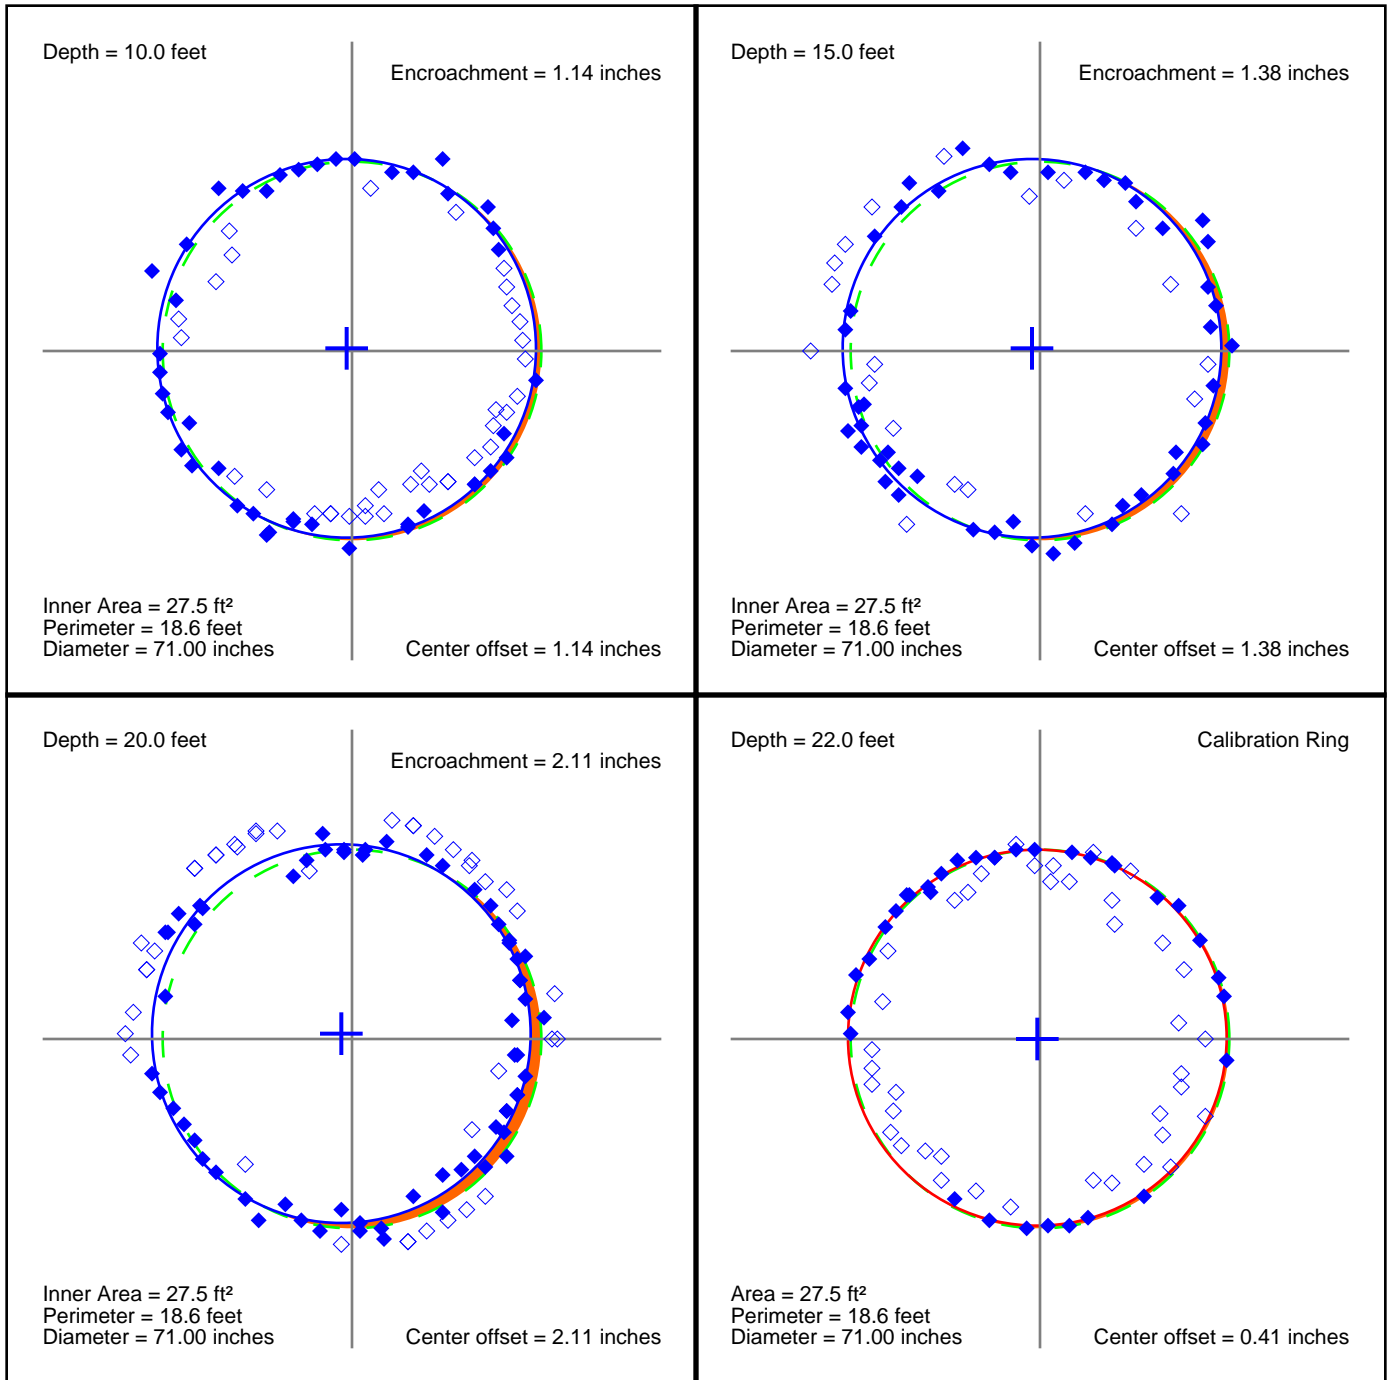 Depth = 10.0 feet
Encroachment = 1.14 inches
Inner Area = 27.5 ft²
Perimeter = 18.6 feet
Diameter = 71.00 inches
Center offset = 1.14 inches
Depth = 15.0 feet
Encroachment = 1.38 inches
Inner Area = 27.5 ft²
Perimeter = 18.6 feet
Diameter = 71.00 inches
Center offset = 1.38 inches
Depth = 20.0 feet
Encroachment = 2.11 inches
Inner Area = 27.5 ft²
Perimeter = 18.6 feet
Diameter = 71.00 inches
Center offset = 2.11 inches
Depth = 22.0 feet
Calibration Ring
Area = 27.5 ft²
Perimeter = 18.6 feet
Diameter = 71.00 inches
Center offset = 0.41 inches